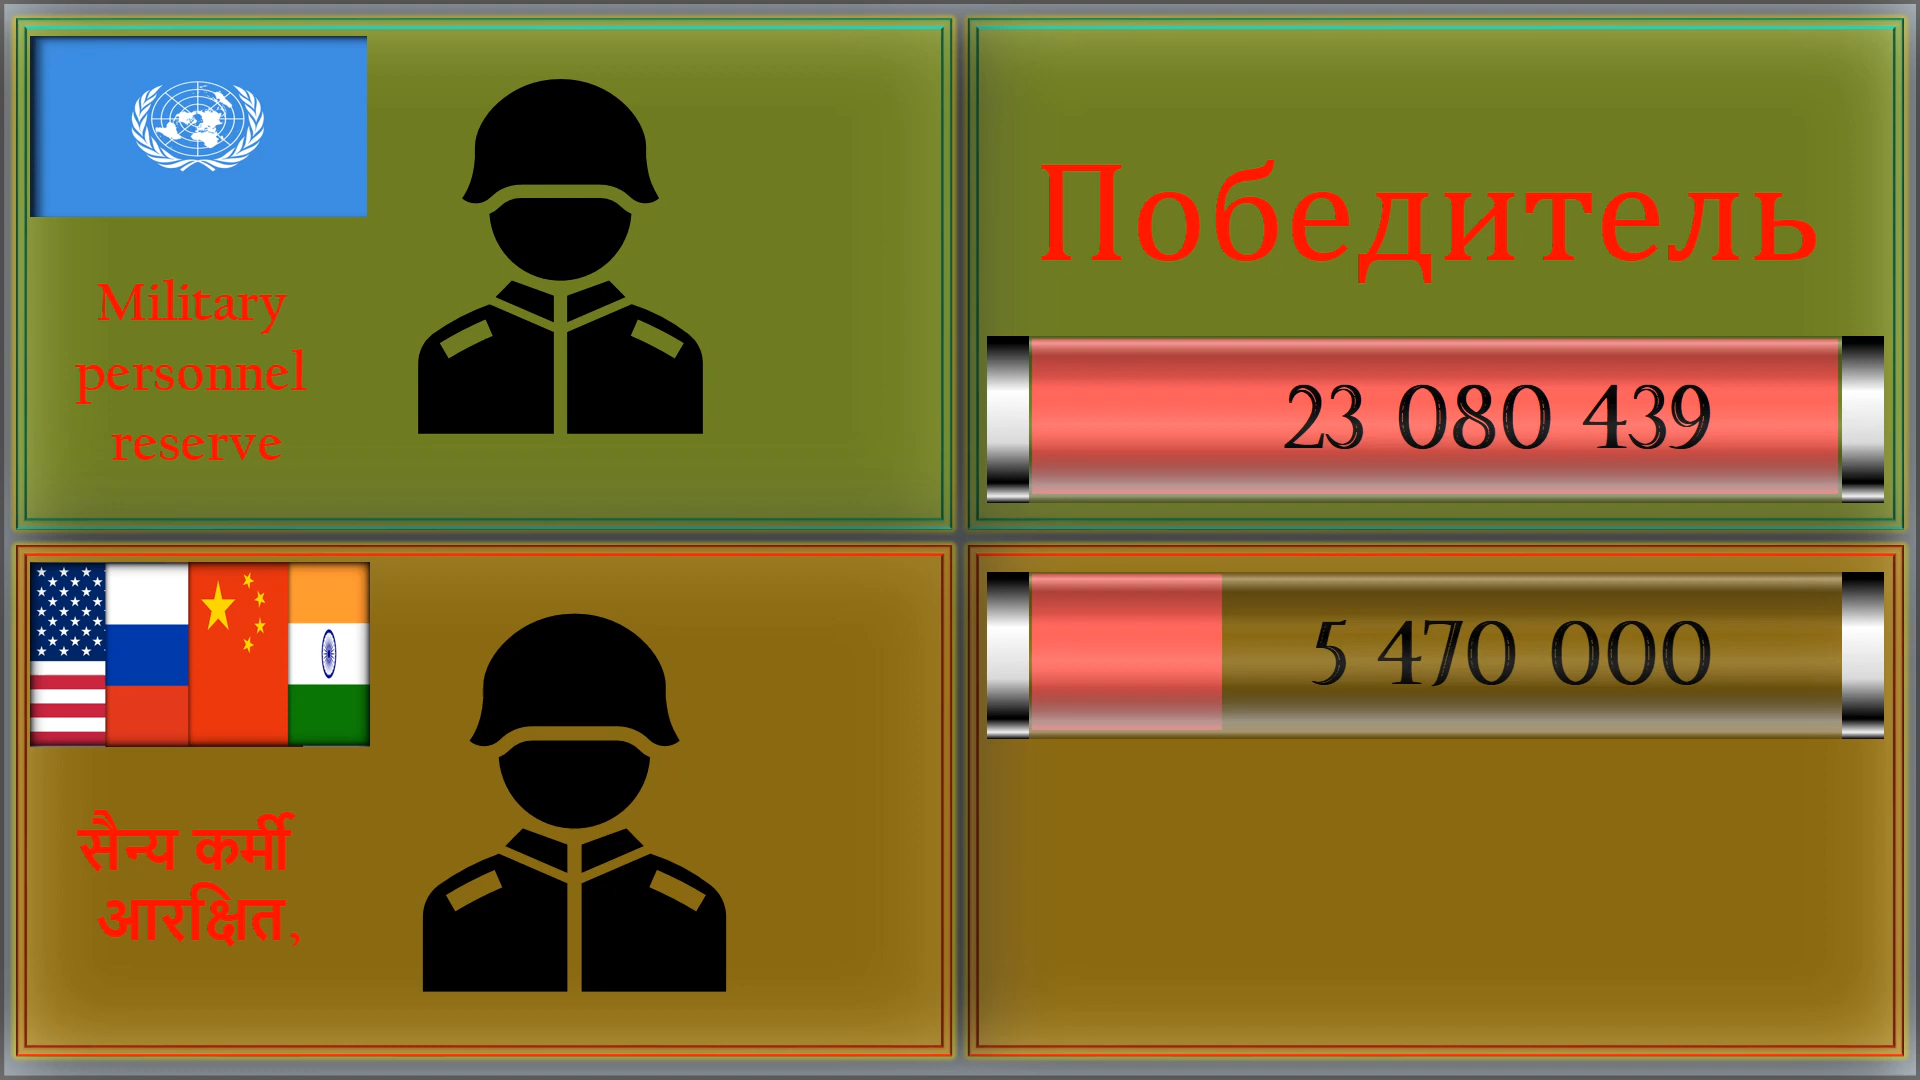 Military
personnel
reserve
Победитель
23 080 439
सैन्य कर्मी
आरक्षित,
5 470 000